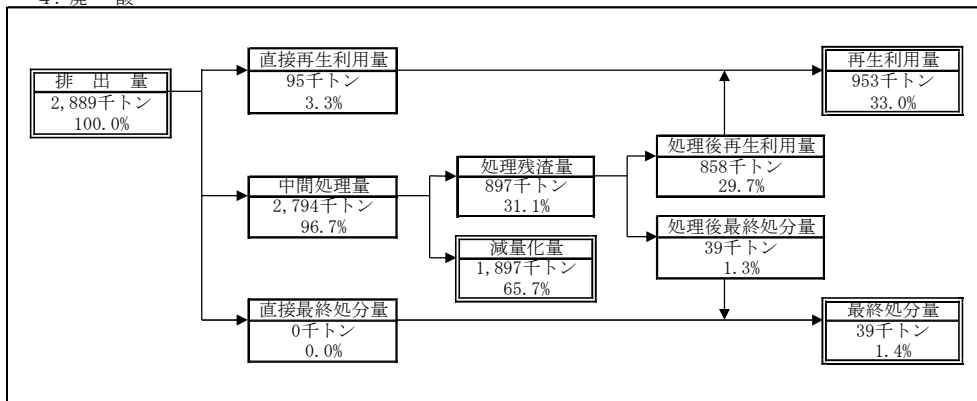 4. 廃 酸
排 出 量
2,889千トン
100.0%
直接再生利用量
95千トン
3.3%
中間処理量
2,794千トン
96.7%
直接最終処分量
0千トン
0.0%
処理残渣量
897千トン
31.1%
減量化量
1,897千トン
65.7%
処理後再生利用量
858千トン
29.7%
処理後最終処分量
39千トン
1.3%
再生利用量
953千トン
33.0%
最終処分量
39千トン
1.4%